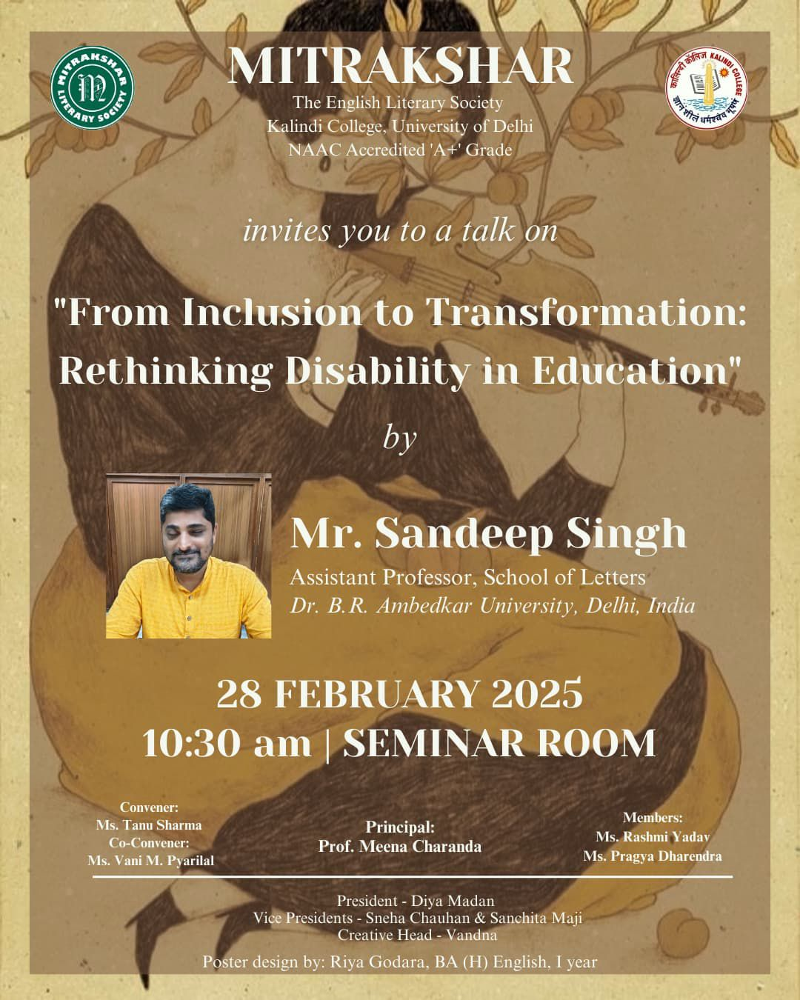 MITRAKSHAR
LITERARY SOCIETY
M
MITRAKSHAR
The English Literary Society
Kalindi College, University of Delhi
NAAC Accredited 'A+' Grade
कालिन्दी कॉलिज KALINDI COLLEGE
ज्ञानं शीलं धर्मश्चैव भूषणं
invites you to a talk on
"From Inclusion to Transformation:
Rethinking Disability in Education"
by
Mr. Sandeep Singh
Assistant Professor, School of Letters
Dr. B.R. Ambedkar University, Delhi, India
28 FEBRUARY 2025
10:30 am | SEMINAR ROOM
Convener:
Ms. Tanu Sharma
Co-Convener:
Ms. Vani M. Pyarilal
Principal:
Prof. Meena Charanda
Members:
Ms. Rashmi Yadav
Ms. Pragya Dharendra
President - Diya Madan
Vice Presidents - Sneha Chauhan & Sanchita Maji
Creative Head - Vandna
Poster design by: Riya Godara, BA (H) English, I year